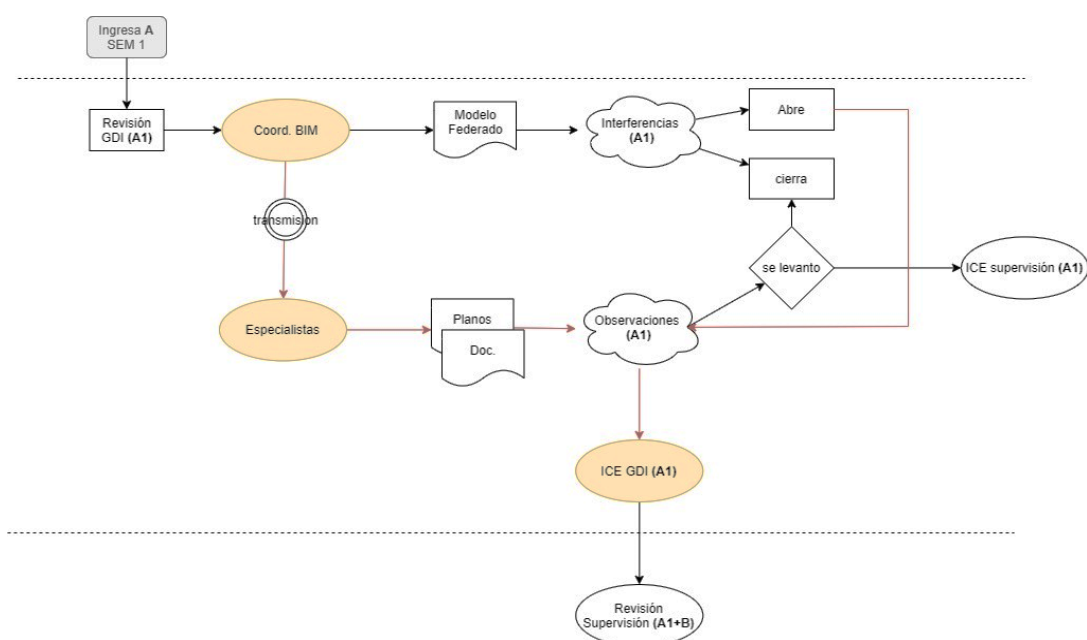 Ingresa A
SEM 1
Revisión
GDI (A1)
Coord. BIM
Modelo
Federado
Interferencias
(A1)
Abre
cierra
transmision
se levanto
ICE supervisión (A1)
Especialistas
Planos
Doc.
Observaciones
(A1)
ICE GDI (A1)
Revisión
Supervisión (A1+B)